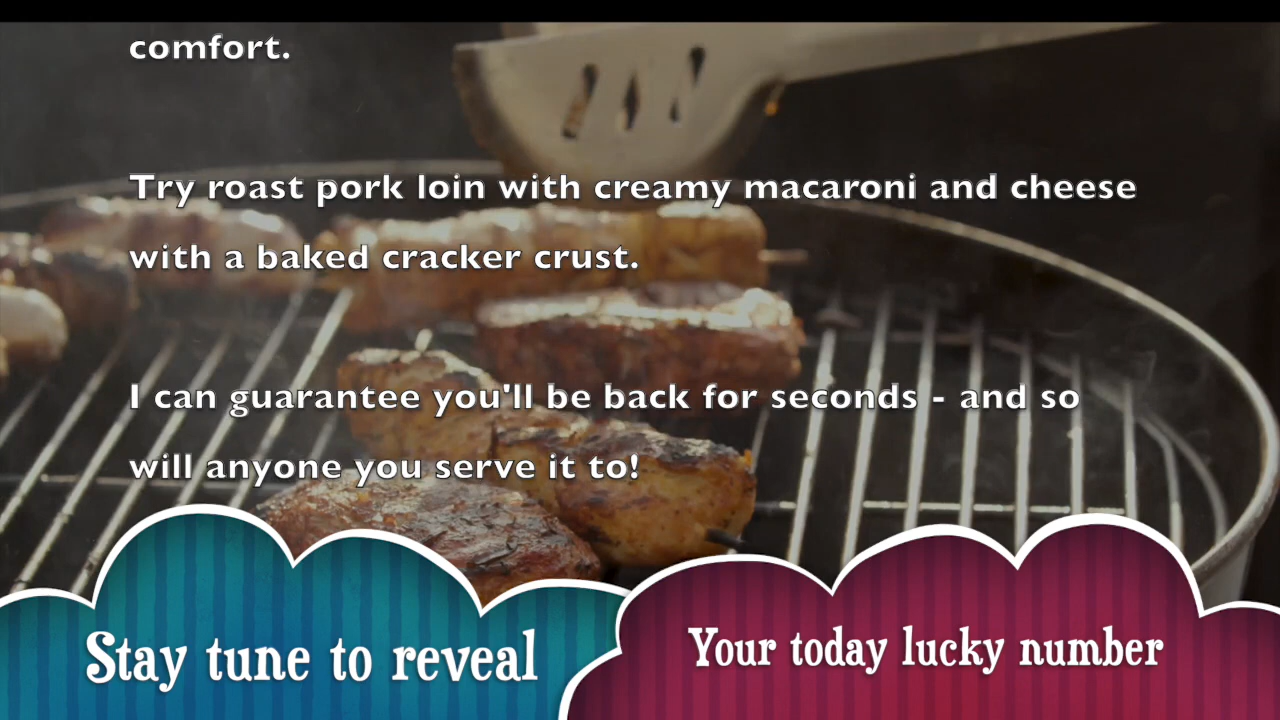 comfort.
Try roast pork loin with creamy macaroni and cheese
with a baked cracker crust.
I can guarantee you'll be back for seconds - and so
will anyone you serve it to!
Stay tune to reveal
Your today lucky number